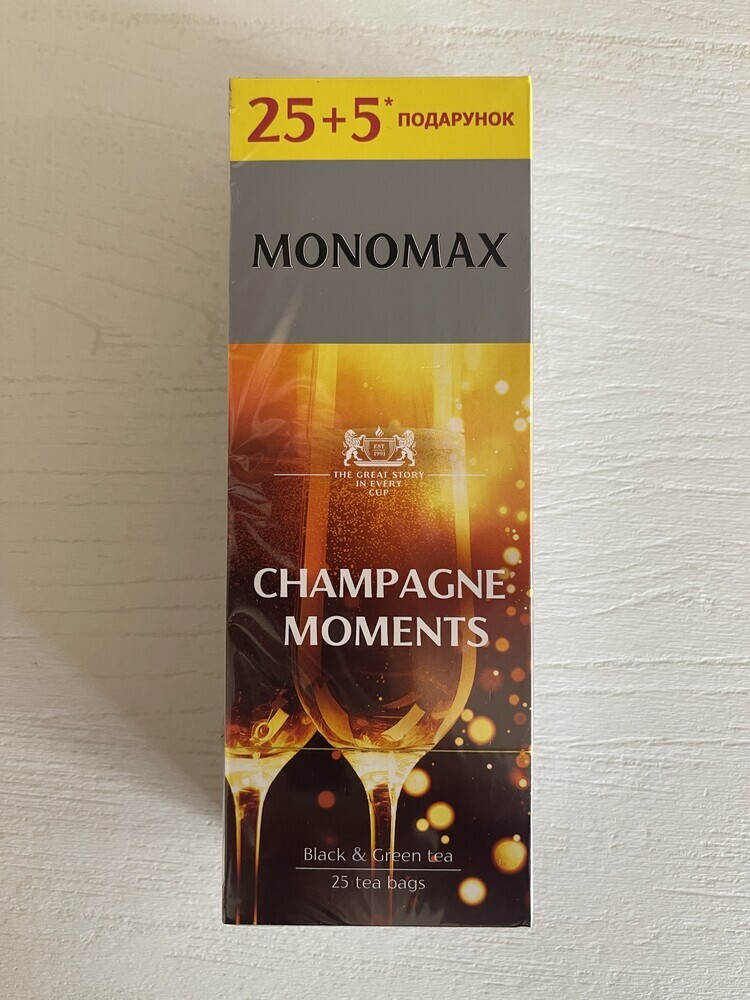 25+5* ПОДАРУНОК
MONOMAX
EST
1991
THE GREAT STORY
IN EVERY
CUP
CHAMPAGNE
MOMENTS
Black & Green tea
25 tea bags